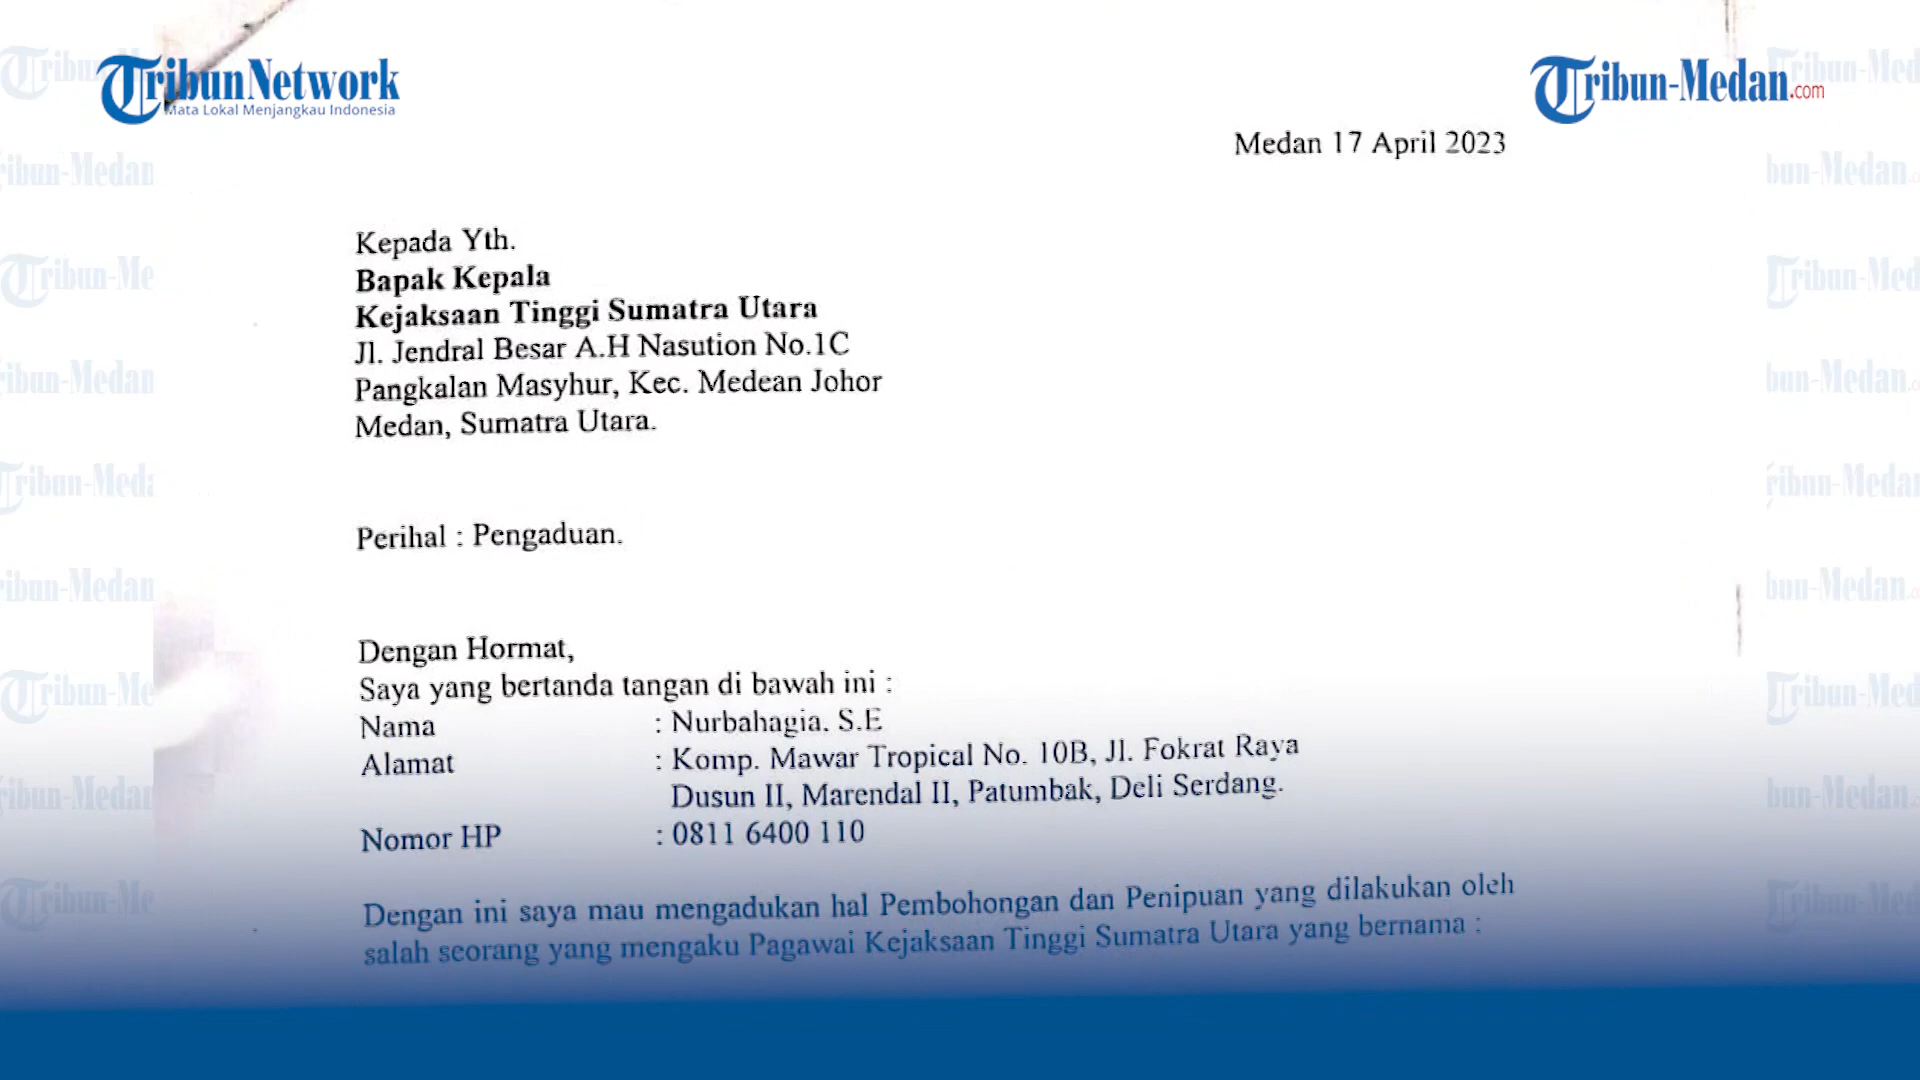 Tribun Network
Mata Lokal Menjangkau Indonesia
Tribun-Medan.com
Medan 17 April 2023
Kepada Yth.
Bapak Kepala
Kejaksaan Tinggi Sumatra Utara
Jl. Jendral Besar A.H Nasution No.1C
Pangkalan Masyhur, Kec. Medean Johor
Medan, Sumatra Utara.
Perihal : Pengaduan.
Dengan Hormat,
Saya yang bertanda tangan di bawah ini :
Nama : Nurbahagia. S.E
Alamat : Komp. Mawar Tropical No. 10B, Jl. Fokrat Raya
Dusun II, Marendal II, Patumbak, Deli Serdang.
Nomor HP : 0811 6400 110
Dengan ini saya mau mengadukan hal Pembohongan dan Penipuan yang dilakukan oleh
salah seorang yang mengaku Pagawai Kejaksaan Tinggi Sumatra Utara yang bernama :